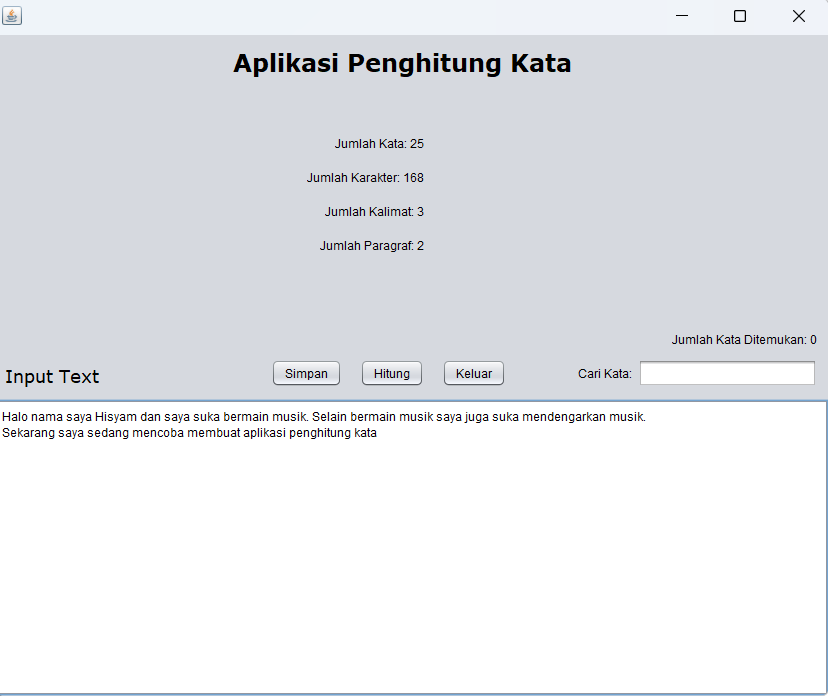 Aplikasi Penghitung Kata
Jumlah Kata: 25
Jumlah Karakter: 168
Jumlah Kalimat: 3
Jumlah Paragraf: 2
Jumlah Kata Ditemukan: 0
Input Text
Simpan
Hitung
Keluar
Cari Kata:
Halo nama saya Hisyam dan saya suka bermain musik. Selain bermain musik saya juga suka mendengarkan musik.
Sekarang saya sedang mencoba membuat aplikasi penghitung kata